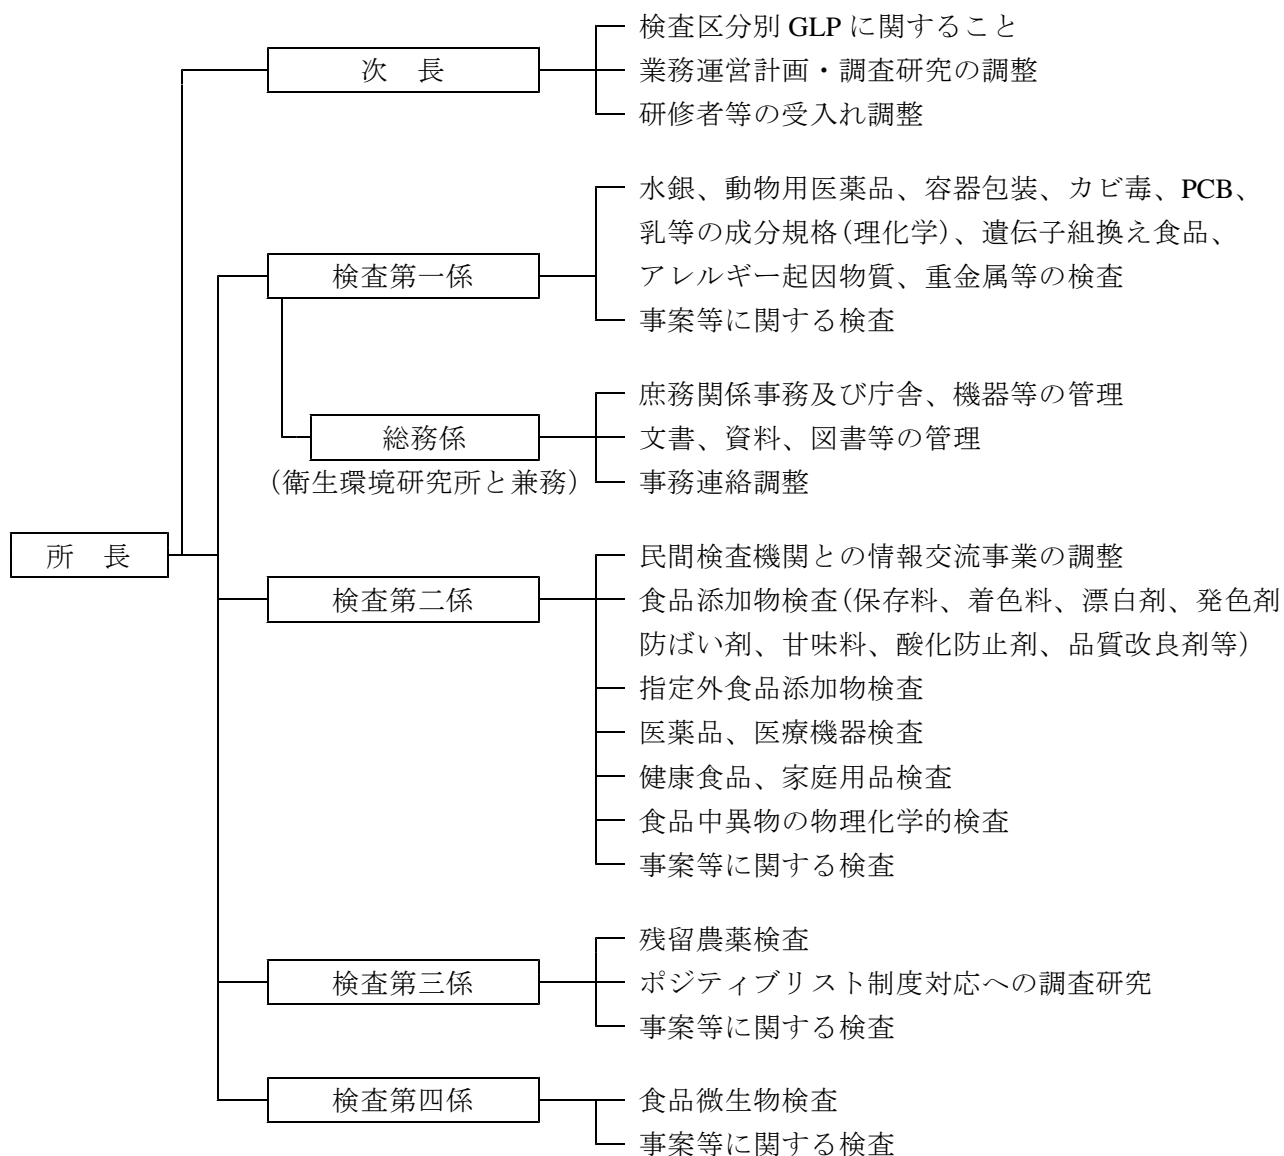 検査区分別 GLP に関すること
次　長
業務運営計画・調査研究の調整
研修者等の受入れ調整
水銀、動物用医薬品、容器包装、カビ毒、PCB、
乳等の成分規格(理化学)、遺伝子組換え食品、
検査第一係
アレルギー起因物質、重金属等の検査
事案等に関する検査
庶務関係事務及び庁舎、機器等の管理
総務係
文書、資料、図書等の管理
(衛生環境研究所と兼務)
事務連絡調整
所　長
民間検査機関との情報交流事業の調整
検査第二係
食品添加物検査(保存料、着色料、漂白剤、発色剤
防ばい剤、甘味料、酸化防止剤、品質改良剤等)
指定外食品添加物検査
医薬品、医療機器検査
健康食品、家庭用品検査
食品中異物の物理化学的検査
事案等に関する検査
残留農薬検査
検査第三係
ポジティブリスト制度対応への調査研究
事案等に関する検査
検査第四係
食品微生物検査
事案等に関する検査